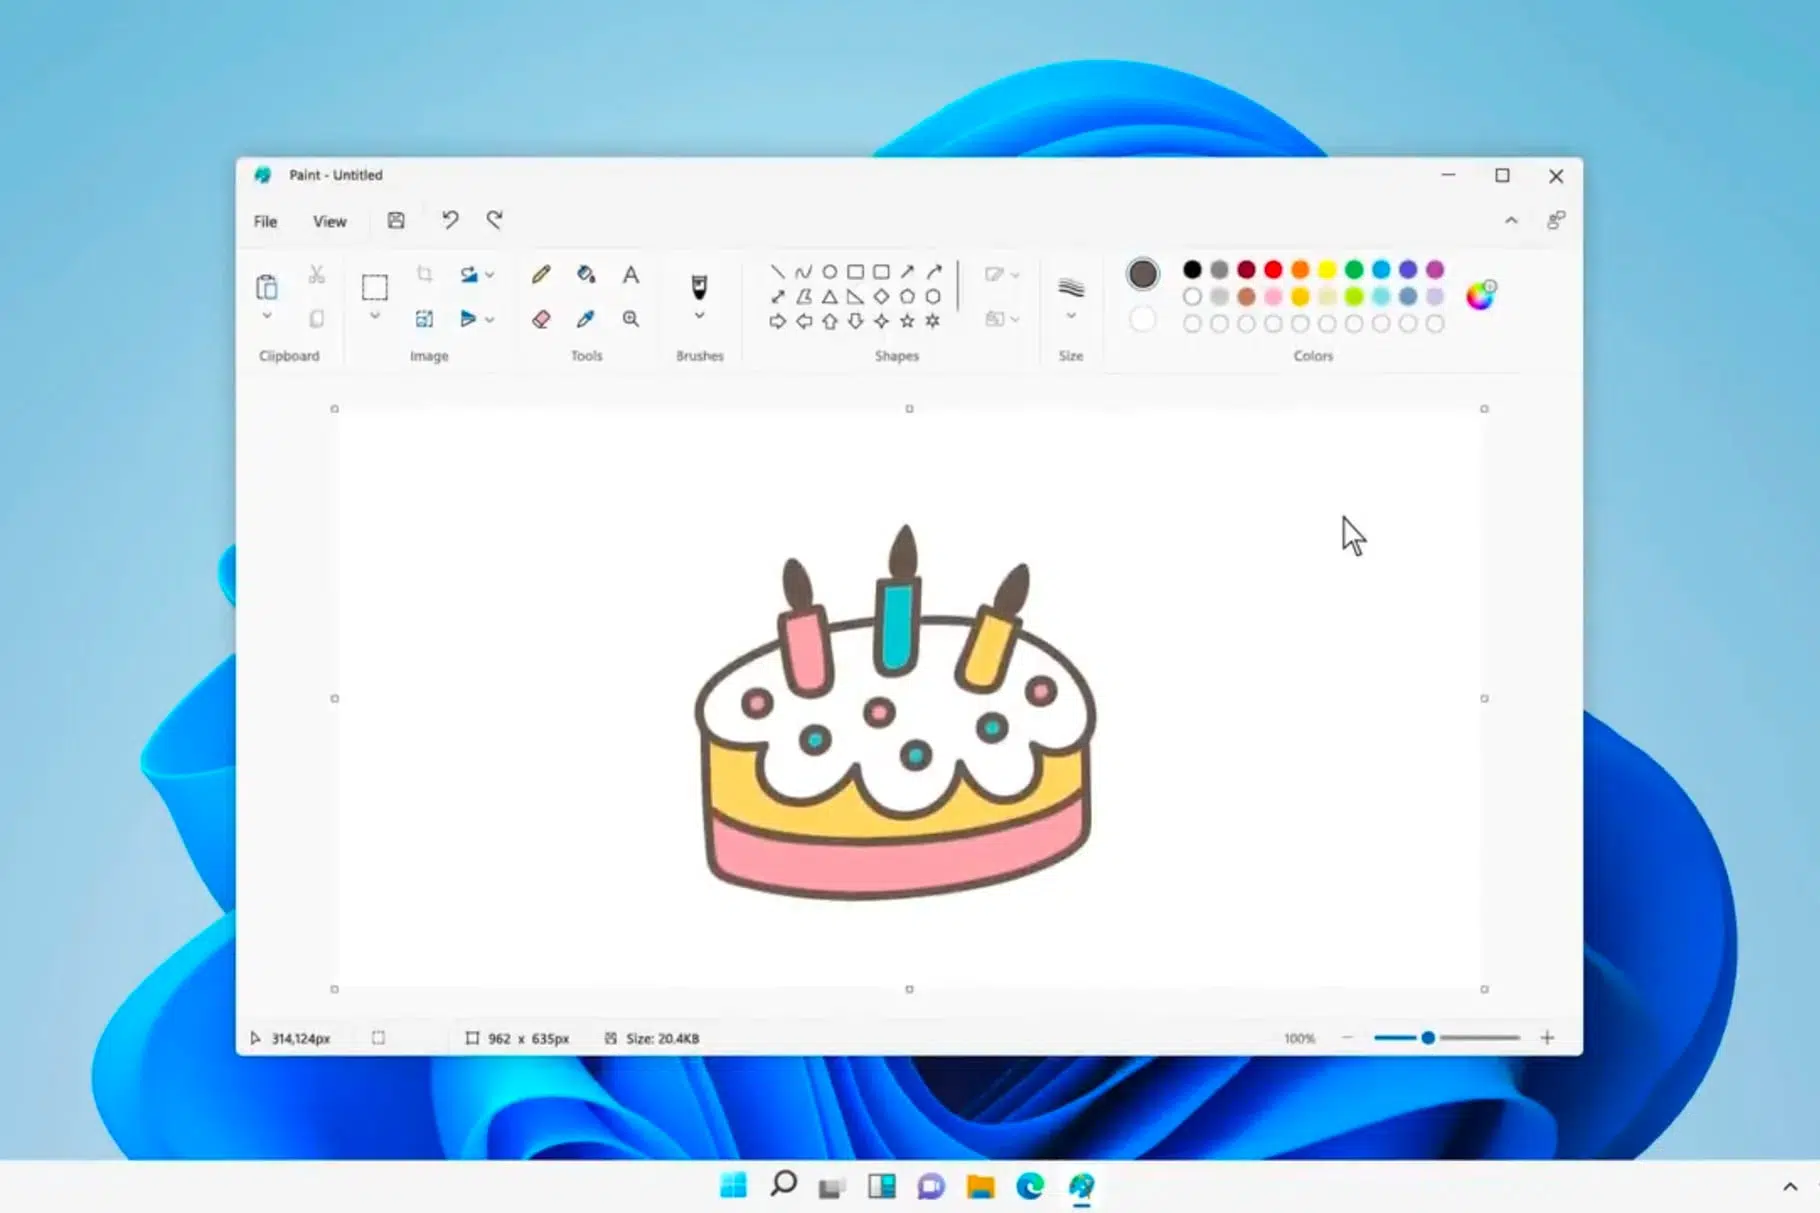 Paint - Untitled
File View
Clipboard Image Tools Brushes Shapes Size Colors
314,124px 962 x 635px Size: 20.4KB 100%